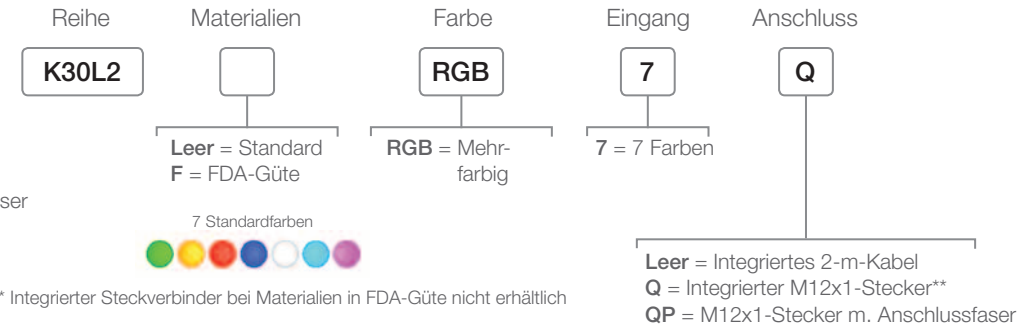 Reihe Materialien Farbe Eingang Anschluss
K30L2 RGB 7 Q
Leer = Standard
F = FDA-Güte
RGB = Mehr-
farbig
7 = 7 Farben
ser
7 Standardfarben
Leer = Integriertes 2-m-Kabel
Q = Integrierter M12x1-Stecker**
QP = M12x1-Stecker m. Anschlussfaser
* Integrierter Steckverbinder bei Materialien in FDA-Güte nicht erhältlich